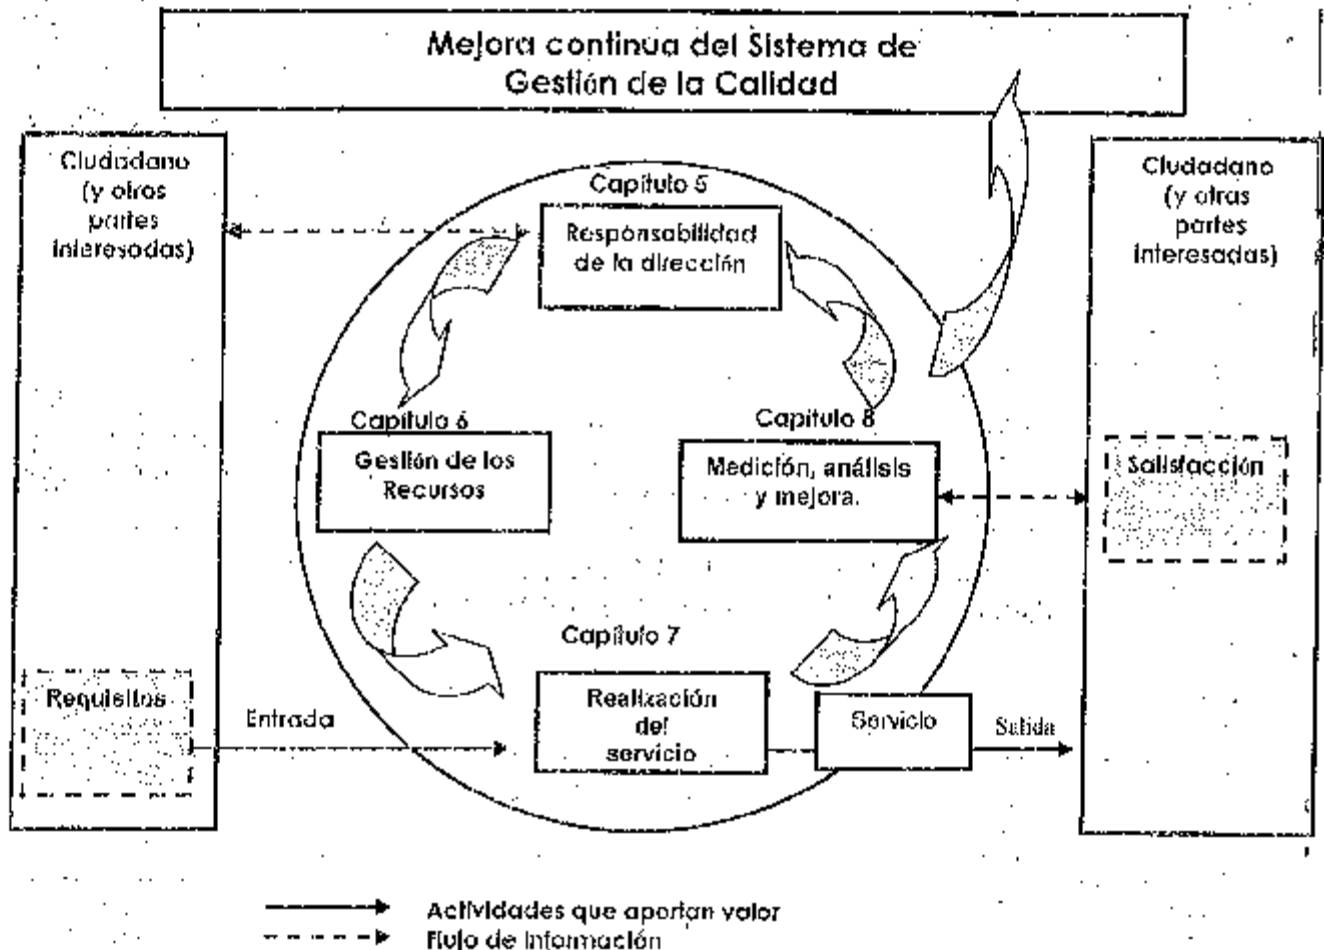 Mejora continua del Sistema de
Gestión de la Calidad
Ciudadano
(y otras
partes
interesadas)
Ciudadano
(y otras
partes
interesadas)
Capítulo 5
Responsabilidad
de la dirección
Capítulo 6
Gestión de los
Recursos
Capítulo 8
Medición, análisis
y mejora.
Satisfacción
Capítulo 7
Realización
del
servicio
Requisitos
Entrada
Servicio
Salida
Actividades que aportan valor
Flujo de Información